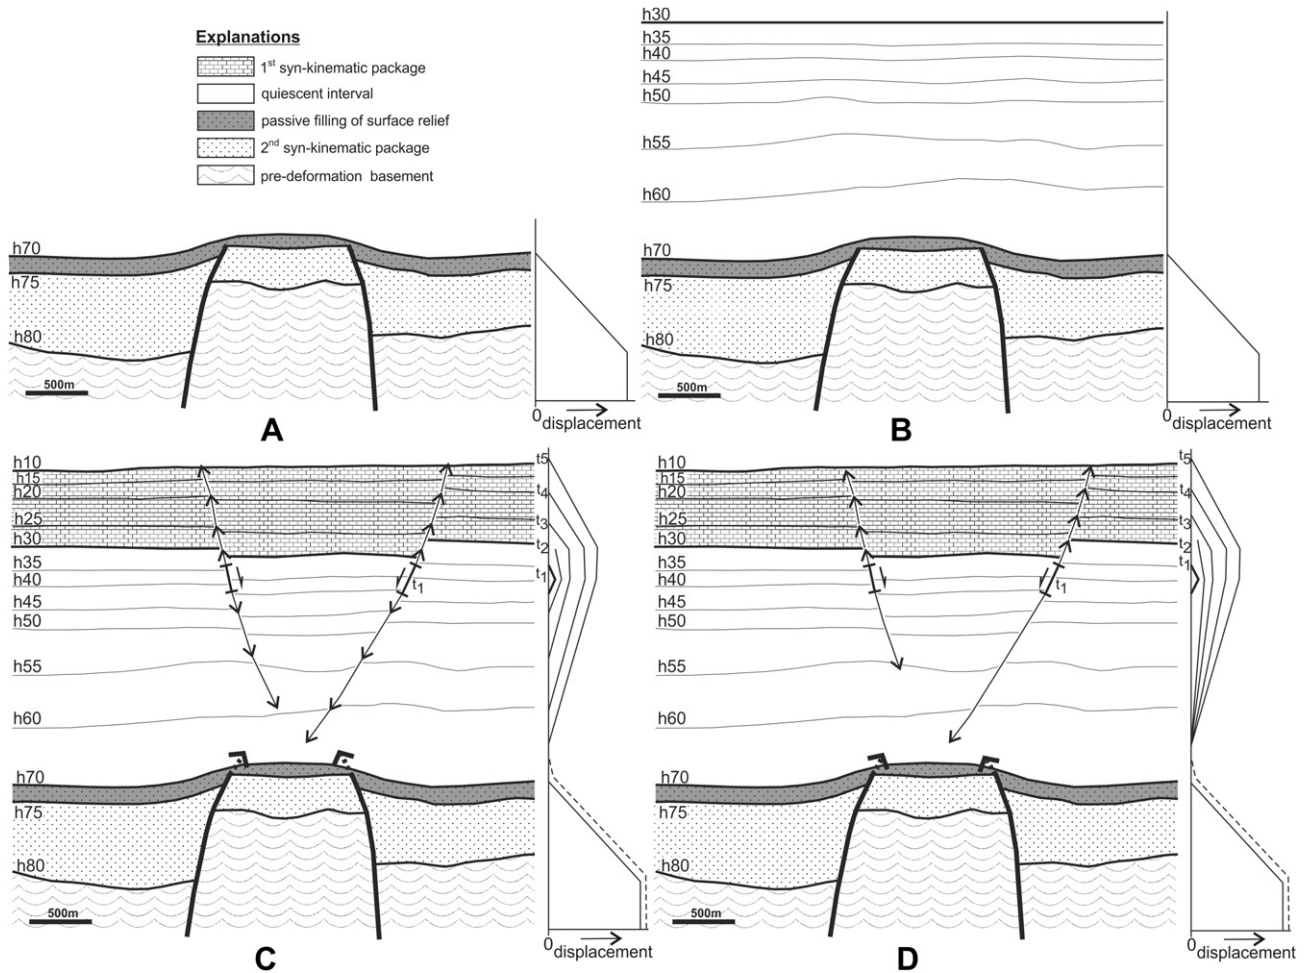 Explanations
1st syn-kinematic package
quiescent interval
passive filling of surface relief
2nd syn-kinematic package
pre-deformation basement
h70
h75
h80
500m
A
0
displacement
h30
h35
h40
h45
h50
h55
h60
h70
h75
h80
500m
B
0
displacement
h10
h15
h20
h25
h30
h35
h40
h45
h50
h55
h60
h70
h75
h80
t1
t5
t4
t3
t2
t1
500m
C
0
displacement
h10
h15
h20
h25
h30
h35
h40
h45
h50
h55
h60
h70
h75
h80
t1
t5
t4
t3
t2
t1
500m
D
0
displacement